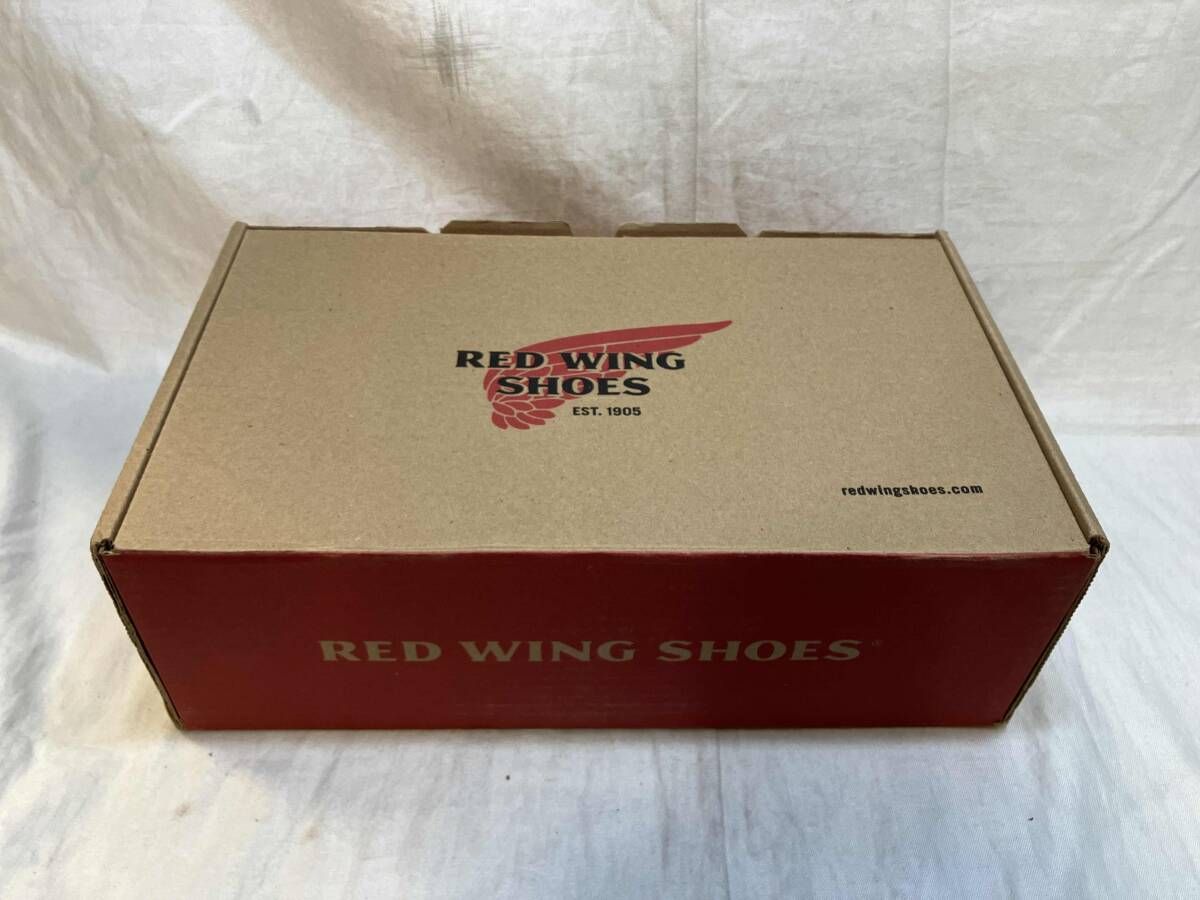 RED WING
SHOES
EST. 1905
redwingshoes.com
RED WING SHOES®